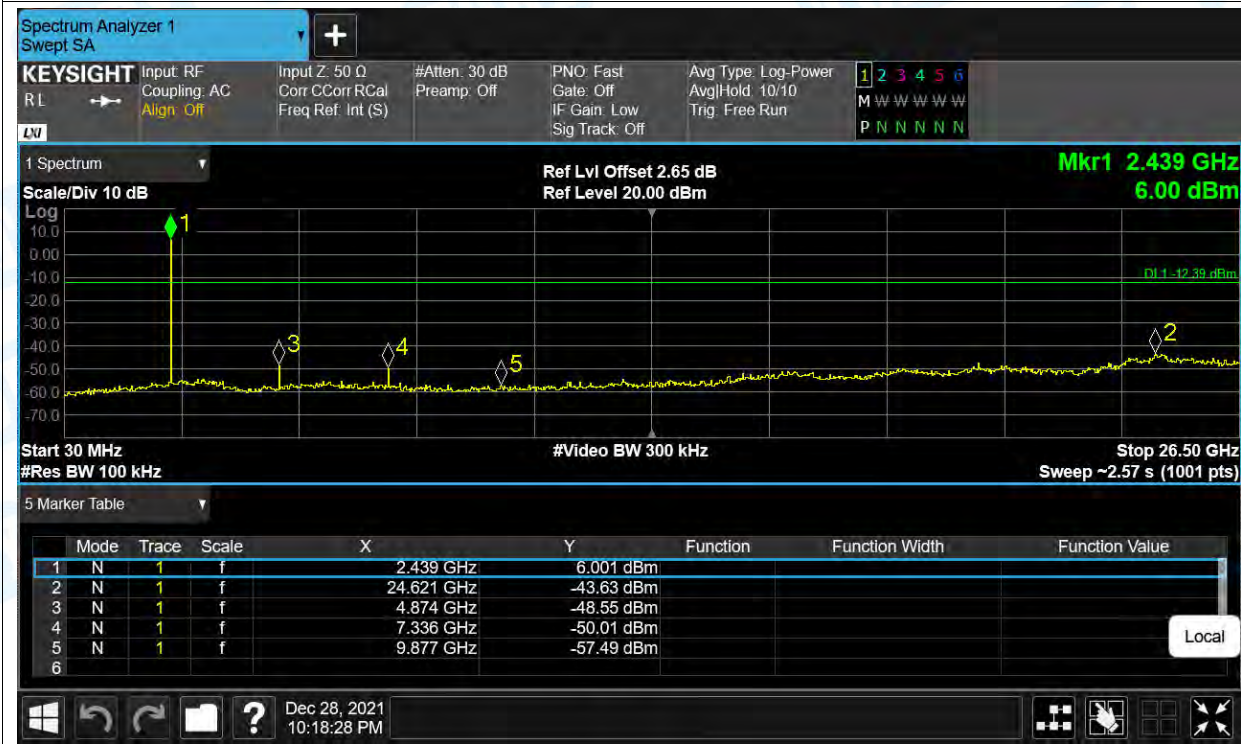 Spectrum Analyzer 1
Swept SA
KEYSIGHT Input: RF Input Z: 50 Ω #Atten: 30 dB PNO: Fast Avg Type: Log-Power 1 2 3 4 5 6
R L Coupling: AC Corr CCorr RCal Preamp: Off Gate: Off Avg|Hold: 10/10 M W W W W W
Align: Off Freq Ref: Int (S) IF Gain: Low Trig: Free Run
LXI Sig Track: Off P N N N N N
1 Spectrum Ref Lvl Offset 2.65 dB Mkr1 2.439 GHz
Scale/Div 10 dB Ref Level 20.00 dBm 6.00 dBm
Log
10.0 1
0.00
-10.0 DL1 -12.39 dBm
-20.0
-30.0
-40.0 3 4 2
-50.0 5
-60.0
-70.0
Start 30 MHz #Video BW 300 kHz Stop 26.50 GHz
#Res BW 100 kHz Sweep ~2.57 s (1001 pts)
5 Marker Table
Mode Trace Scale X Y Function Function Width Function Value
1 N 1 f 2.439 GHz 6.001 dBm
2 N 1 f 24.621 GHz -43.63 dBm
3 N 1 f 4.874 GHz -48.55 dBm
4 N 1 f 7.336 GHz -50.01 dBm
5 N 1 f 9.877 GHz -57.49 dBm
6
Local
? Dec 28, 2021
10:18:28 PM